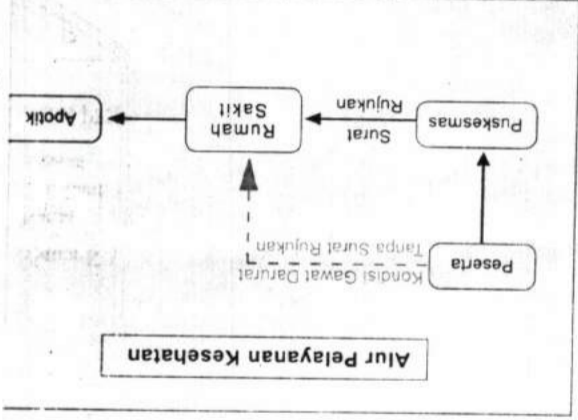 Alur Pelayanan Kesehatan
Peserta
Kondisi Gawat Darurat
Tanpa Surat Rujukan
Puskesmas
Surat
Rujukan
Rumah
Sakit
Apotik